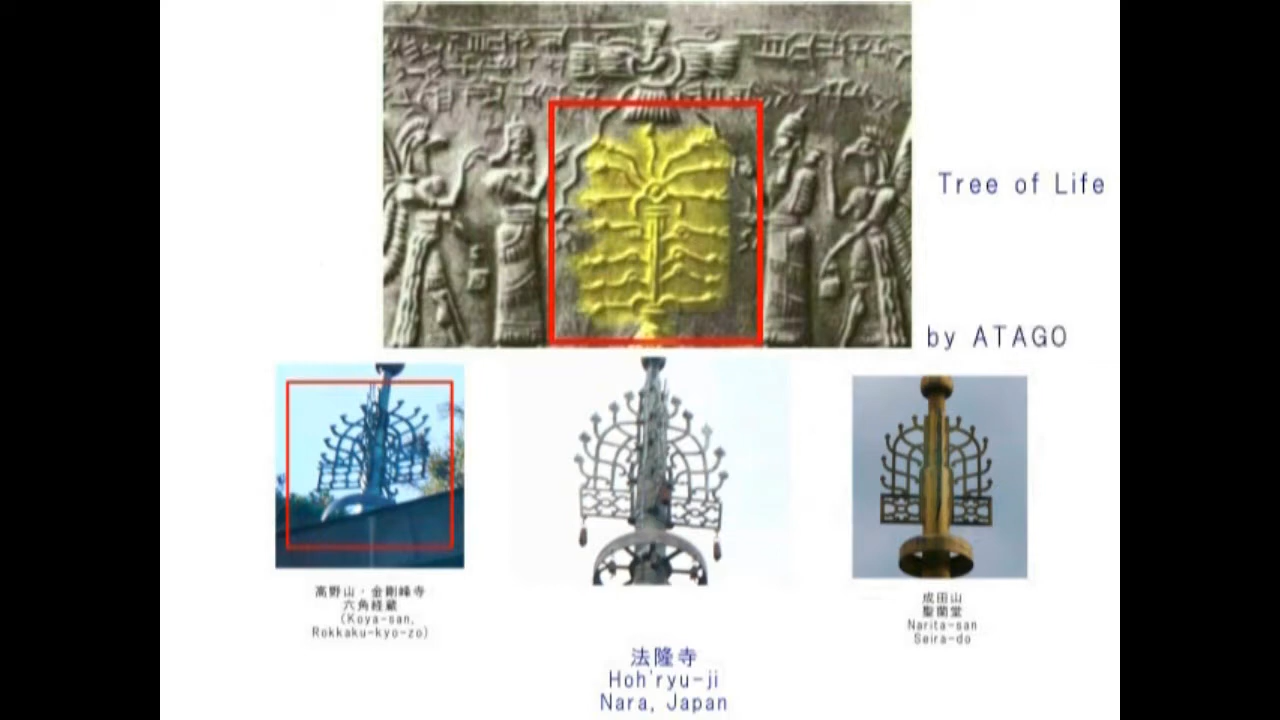 Tree of Life
by ATAGO
高野山・金剛峰寺
六角経蔵
(Koya-san,
Rokkaku-kyo-zo)
法隆寺
Hoh'ryu-ji
Nara, Japan
成田山
聖霊堂
Narita-san
Seira-do